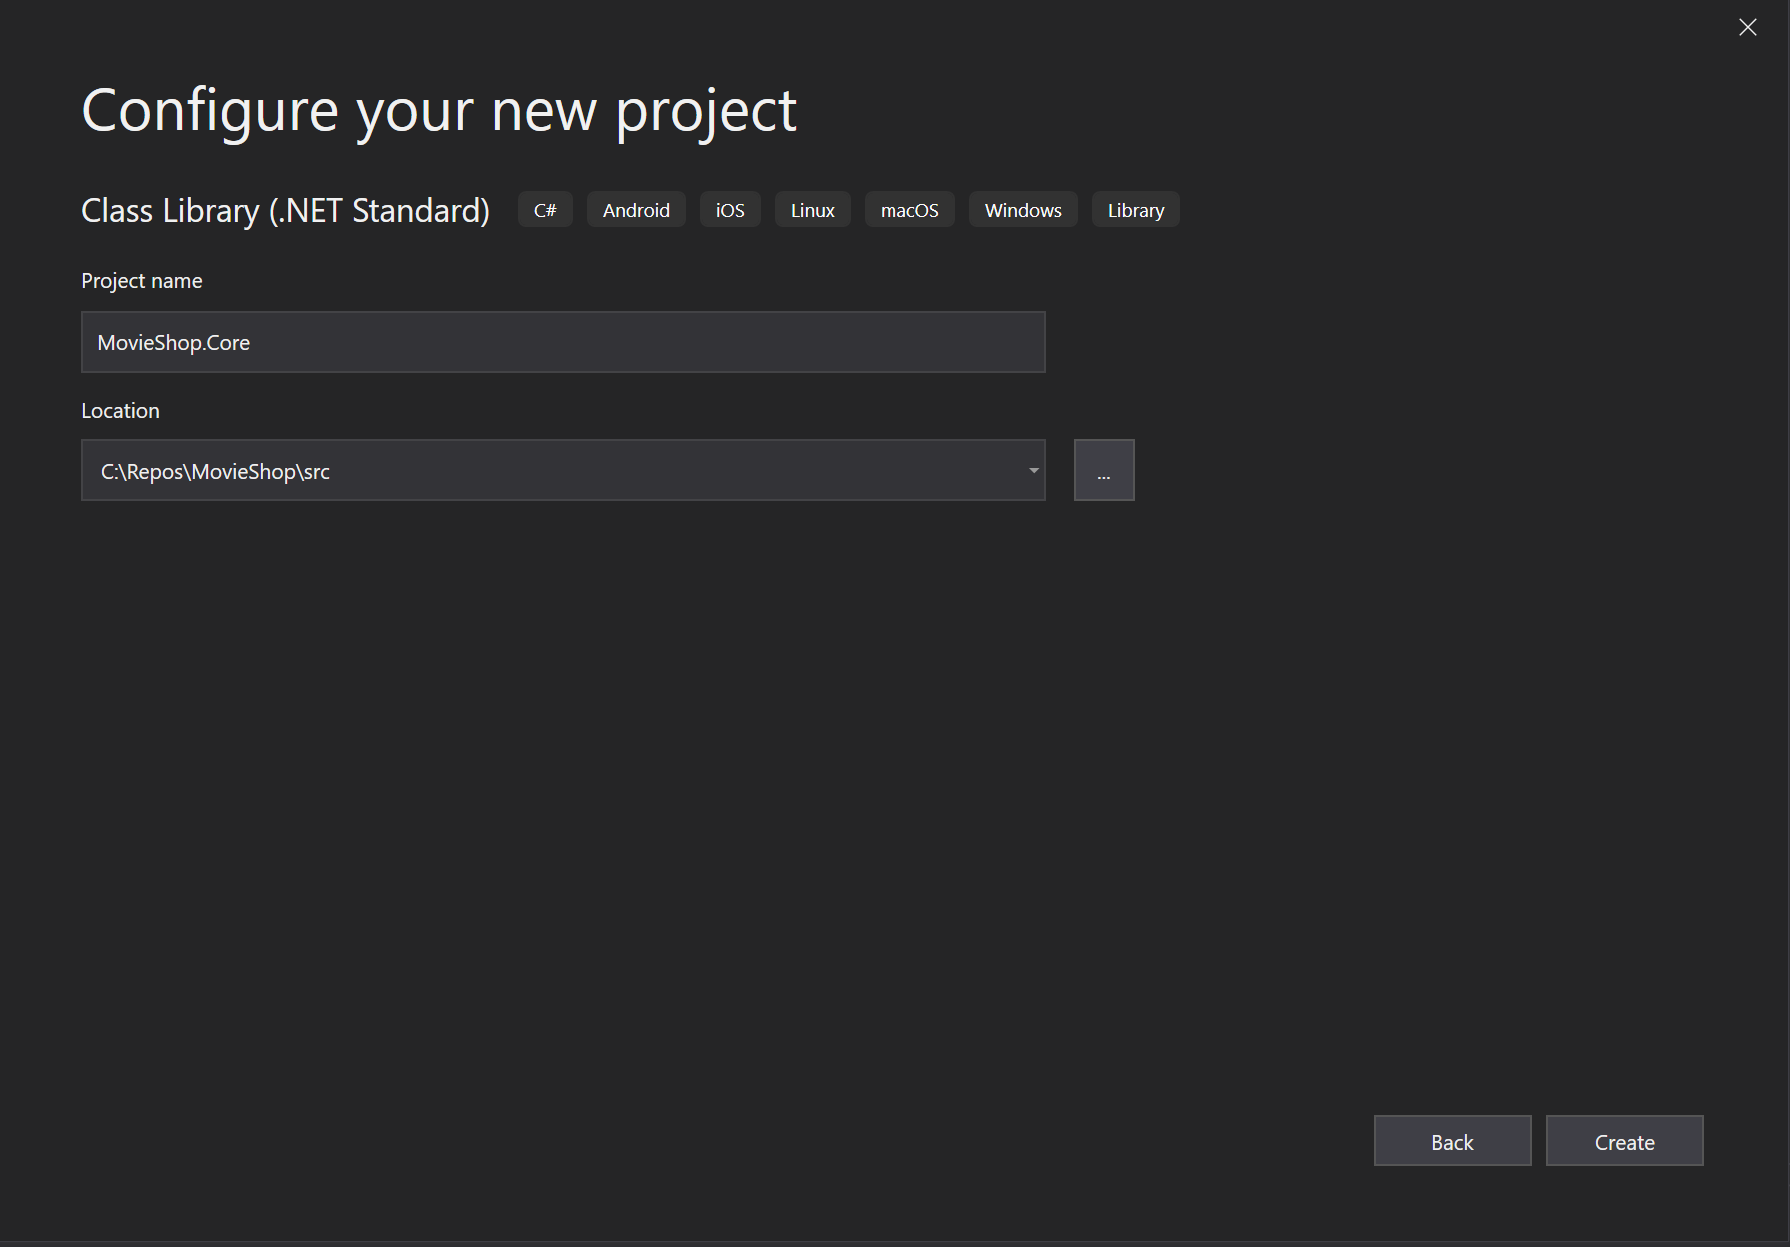 Configure your new project
Class Library (.NET Standard) C# Android iOS Linux macOS Windows Library
Project name
MovieShop.Core
Location
C:\Repos\MovieShop\src
...
Back Create